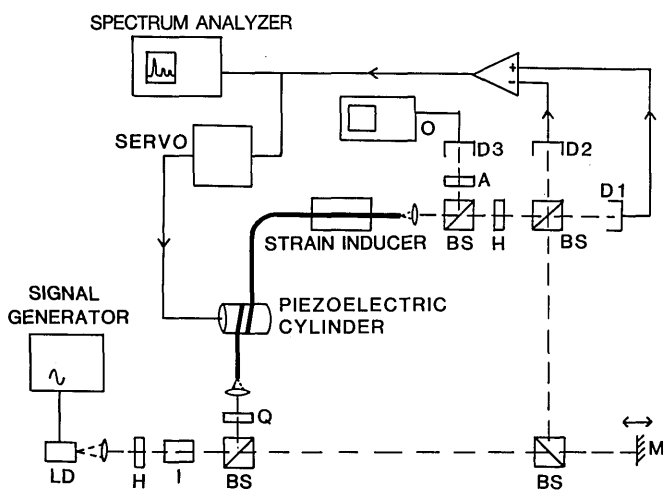 SPECTRUM ANALYZER
+
-
O
D3
D2
SERVO
A
D1
STRAIN INDUCER
BS
H
BS
SIGNAL
GENERATOR
PIEZOELECTRIC
CYLINDER
Q
M
LD
H
I
BS
BS